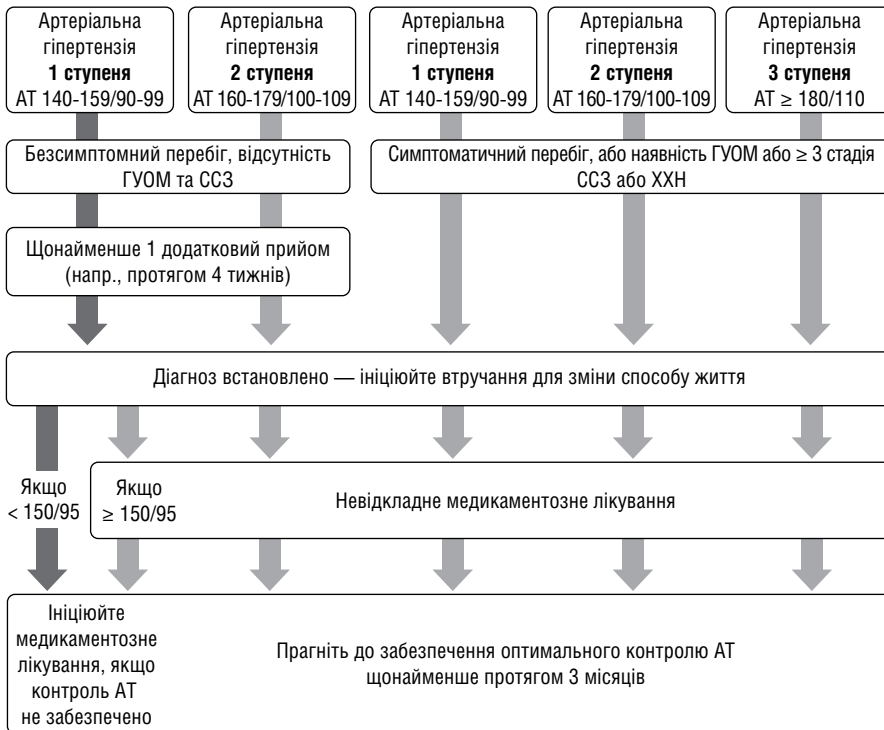 Артеріальна
гіпертензія
1 ступеня
АТ 140-159/90-99
Артеріальна
гіпертензія
2 ступеня
АТ 160-179/100-109
Артеріальна
гіпертензія
1 ступеня
АТ 140-159/90-99
Артеріальна
гіпертензія
2 ступеня
АТ 160-179/100-109
Артеріальна
гіпертензія
3 ступеня
АТ ≥ 180/110
Безсимптомний перебіг, відсутність
ГУОМ та ССЗ
Симптоматичний перебіг, або наявність ГУОМ або ≥ 3 стадія
ССЗ або ХХН
Щонайменше 1 додатковий прийом
(напр., протягом 4 тижнів)
Діагноз встановлено — ініціюйте втручання для зміни способу життя
Якщо
< 150/95
Якщо
≥ 150/95
Невідкладне медикаментозне лікування
Ініціюйте
медикаментозне
лікування, якщо
контроль АТ
не забезпечено
Прагніть до забезпечення оптимального контролю АТ
щонайменше протягом 3 місяців